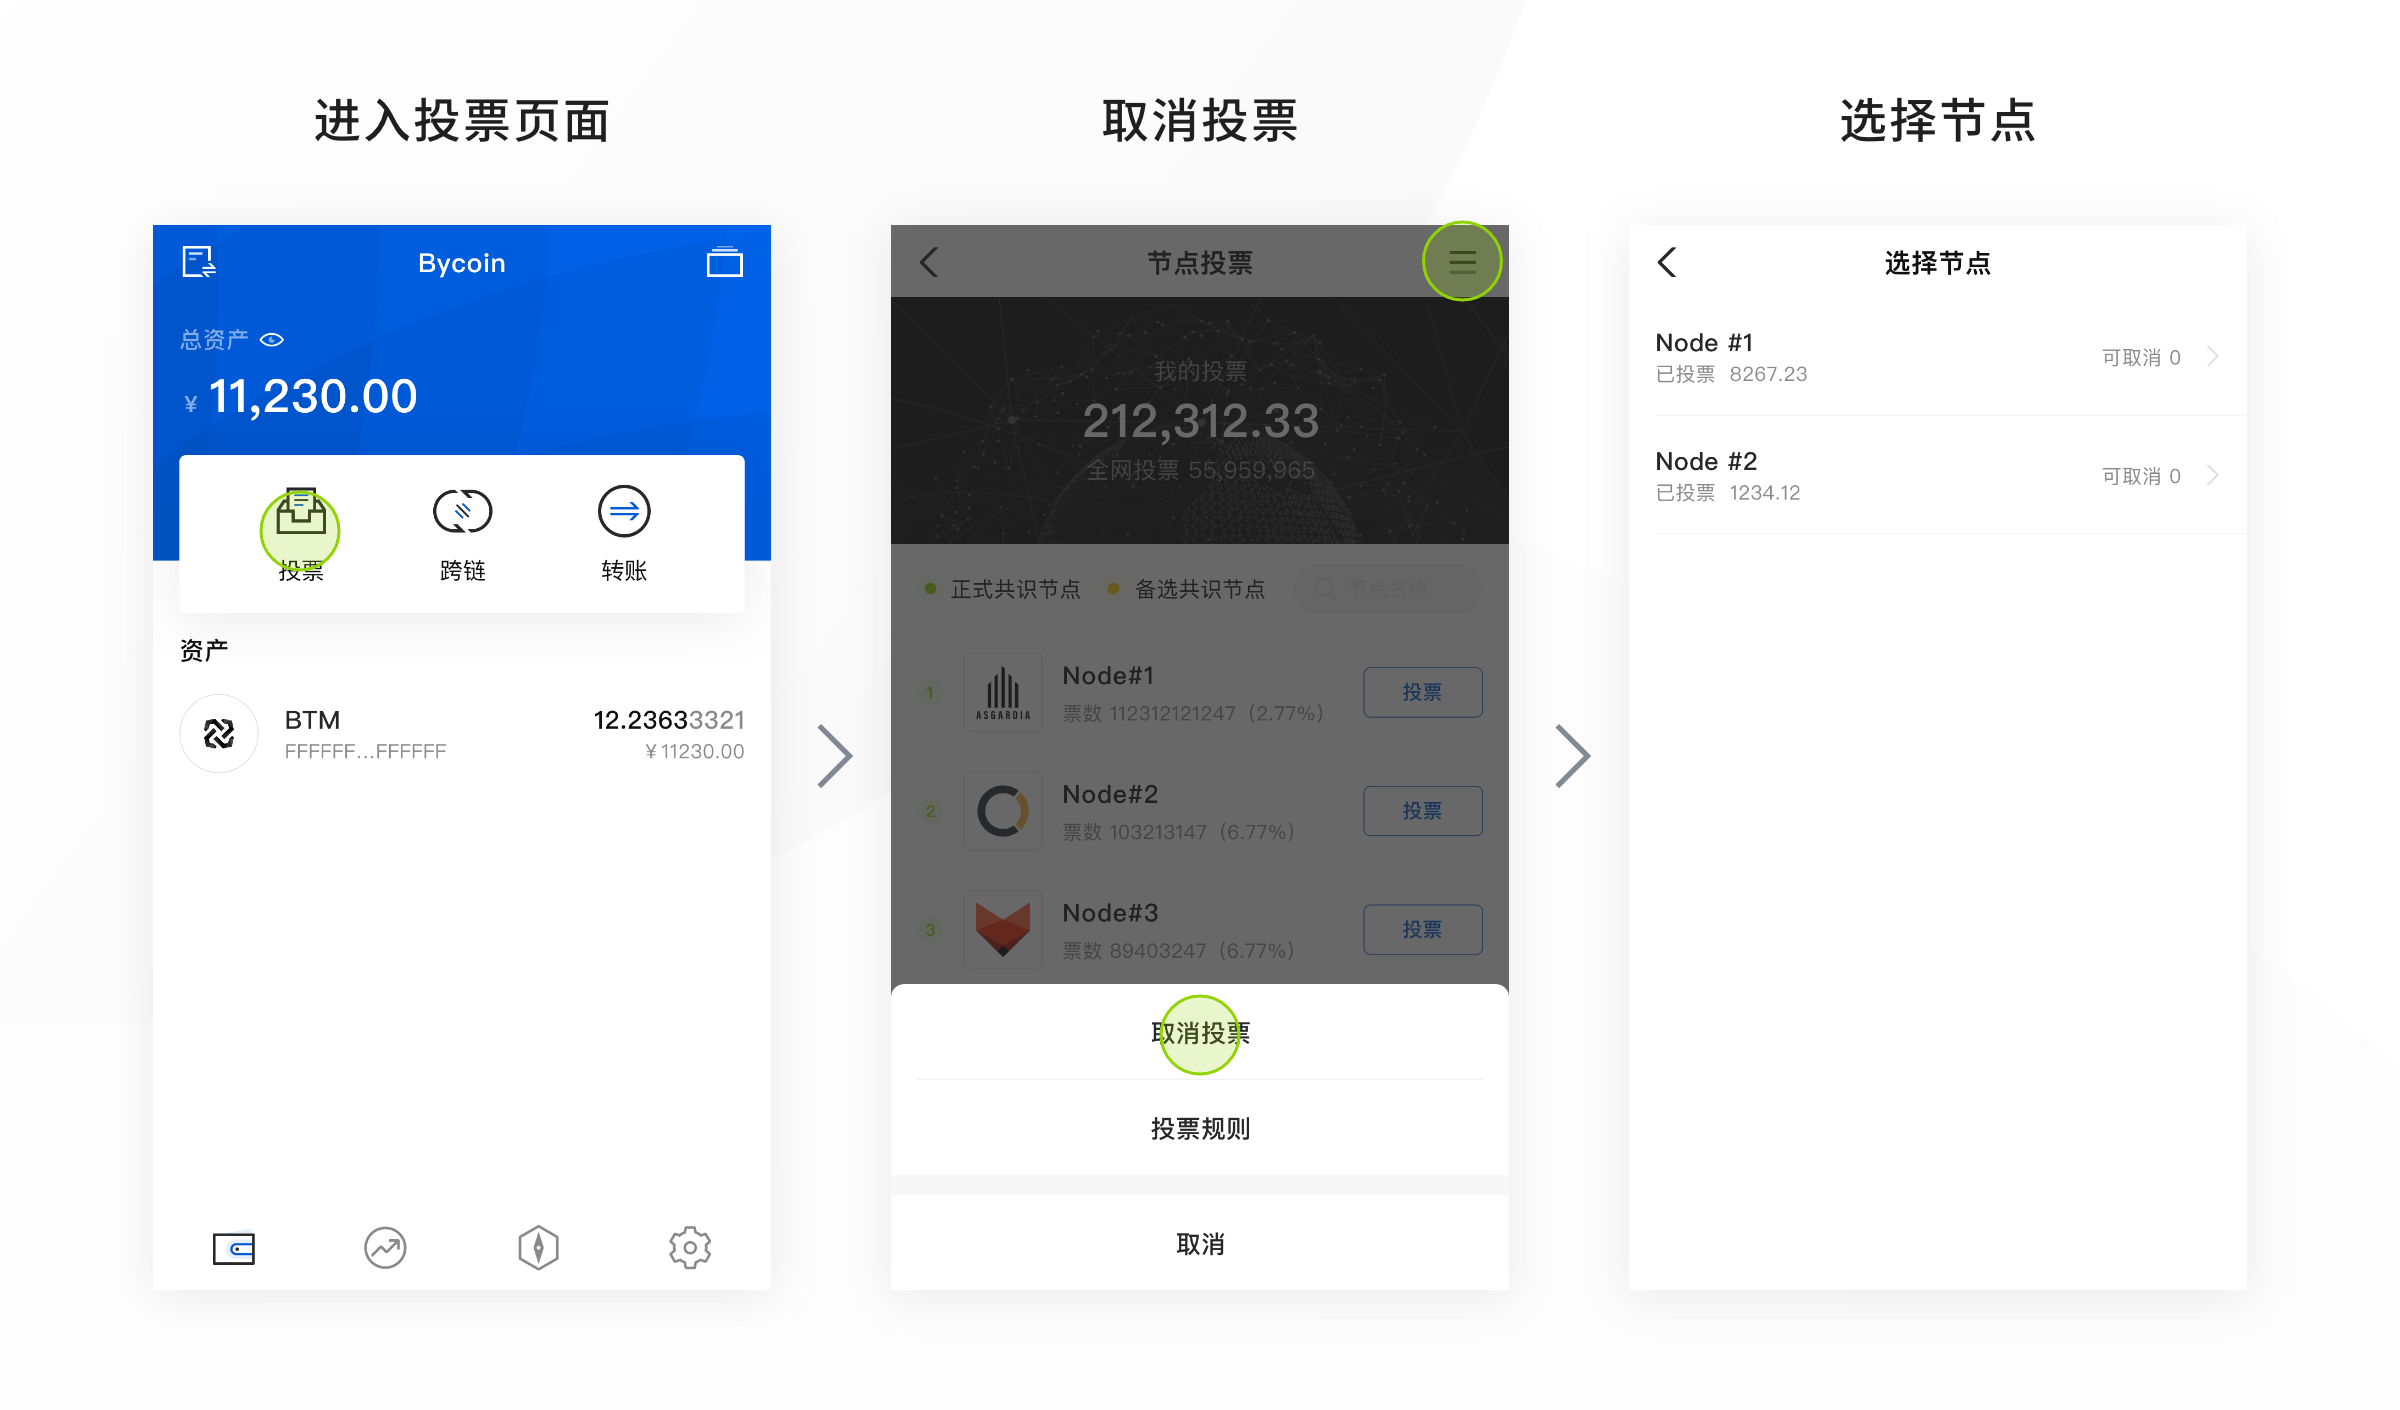 进入投票页面
取消投票
选择节点
Bycoin
总资产
¥ 11,230.00
投票
跨链
转账
资产
BTM
12.23633321
FFFFFF...FFFFFF
¥11230.00
节点投票
我的投票
212,312.33
全网投票 55,959,965
正式共识节点
备选共识节点
节点名称
1
ASGARDIA
Node#1
票数 112312121247（2.77%）
投票
2
Node#2
票数 103213147（6.77%）
投票
3
Node#3
票数 89403247（6.77%）
投票
取消投票
投票规则
取消
选择节点
Node #1
已投票 8267.23
可取消 0
Node #2
已投票 1234.12
可取消 0